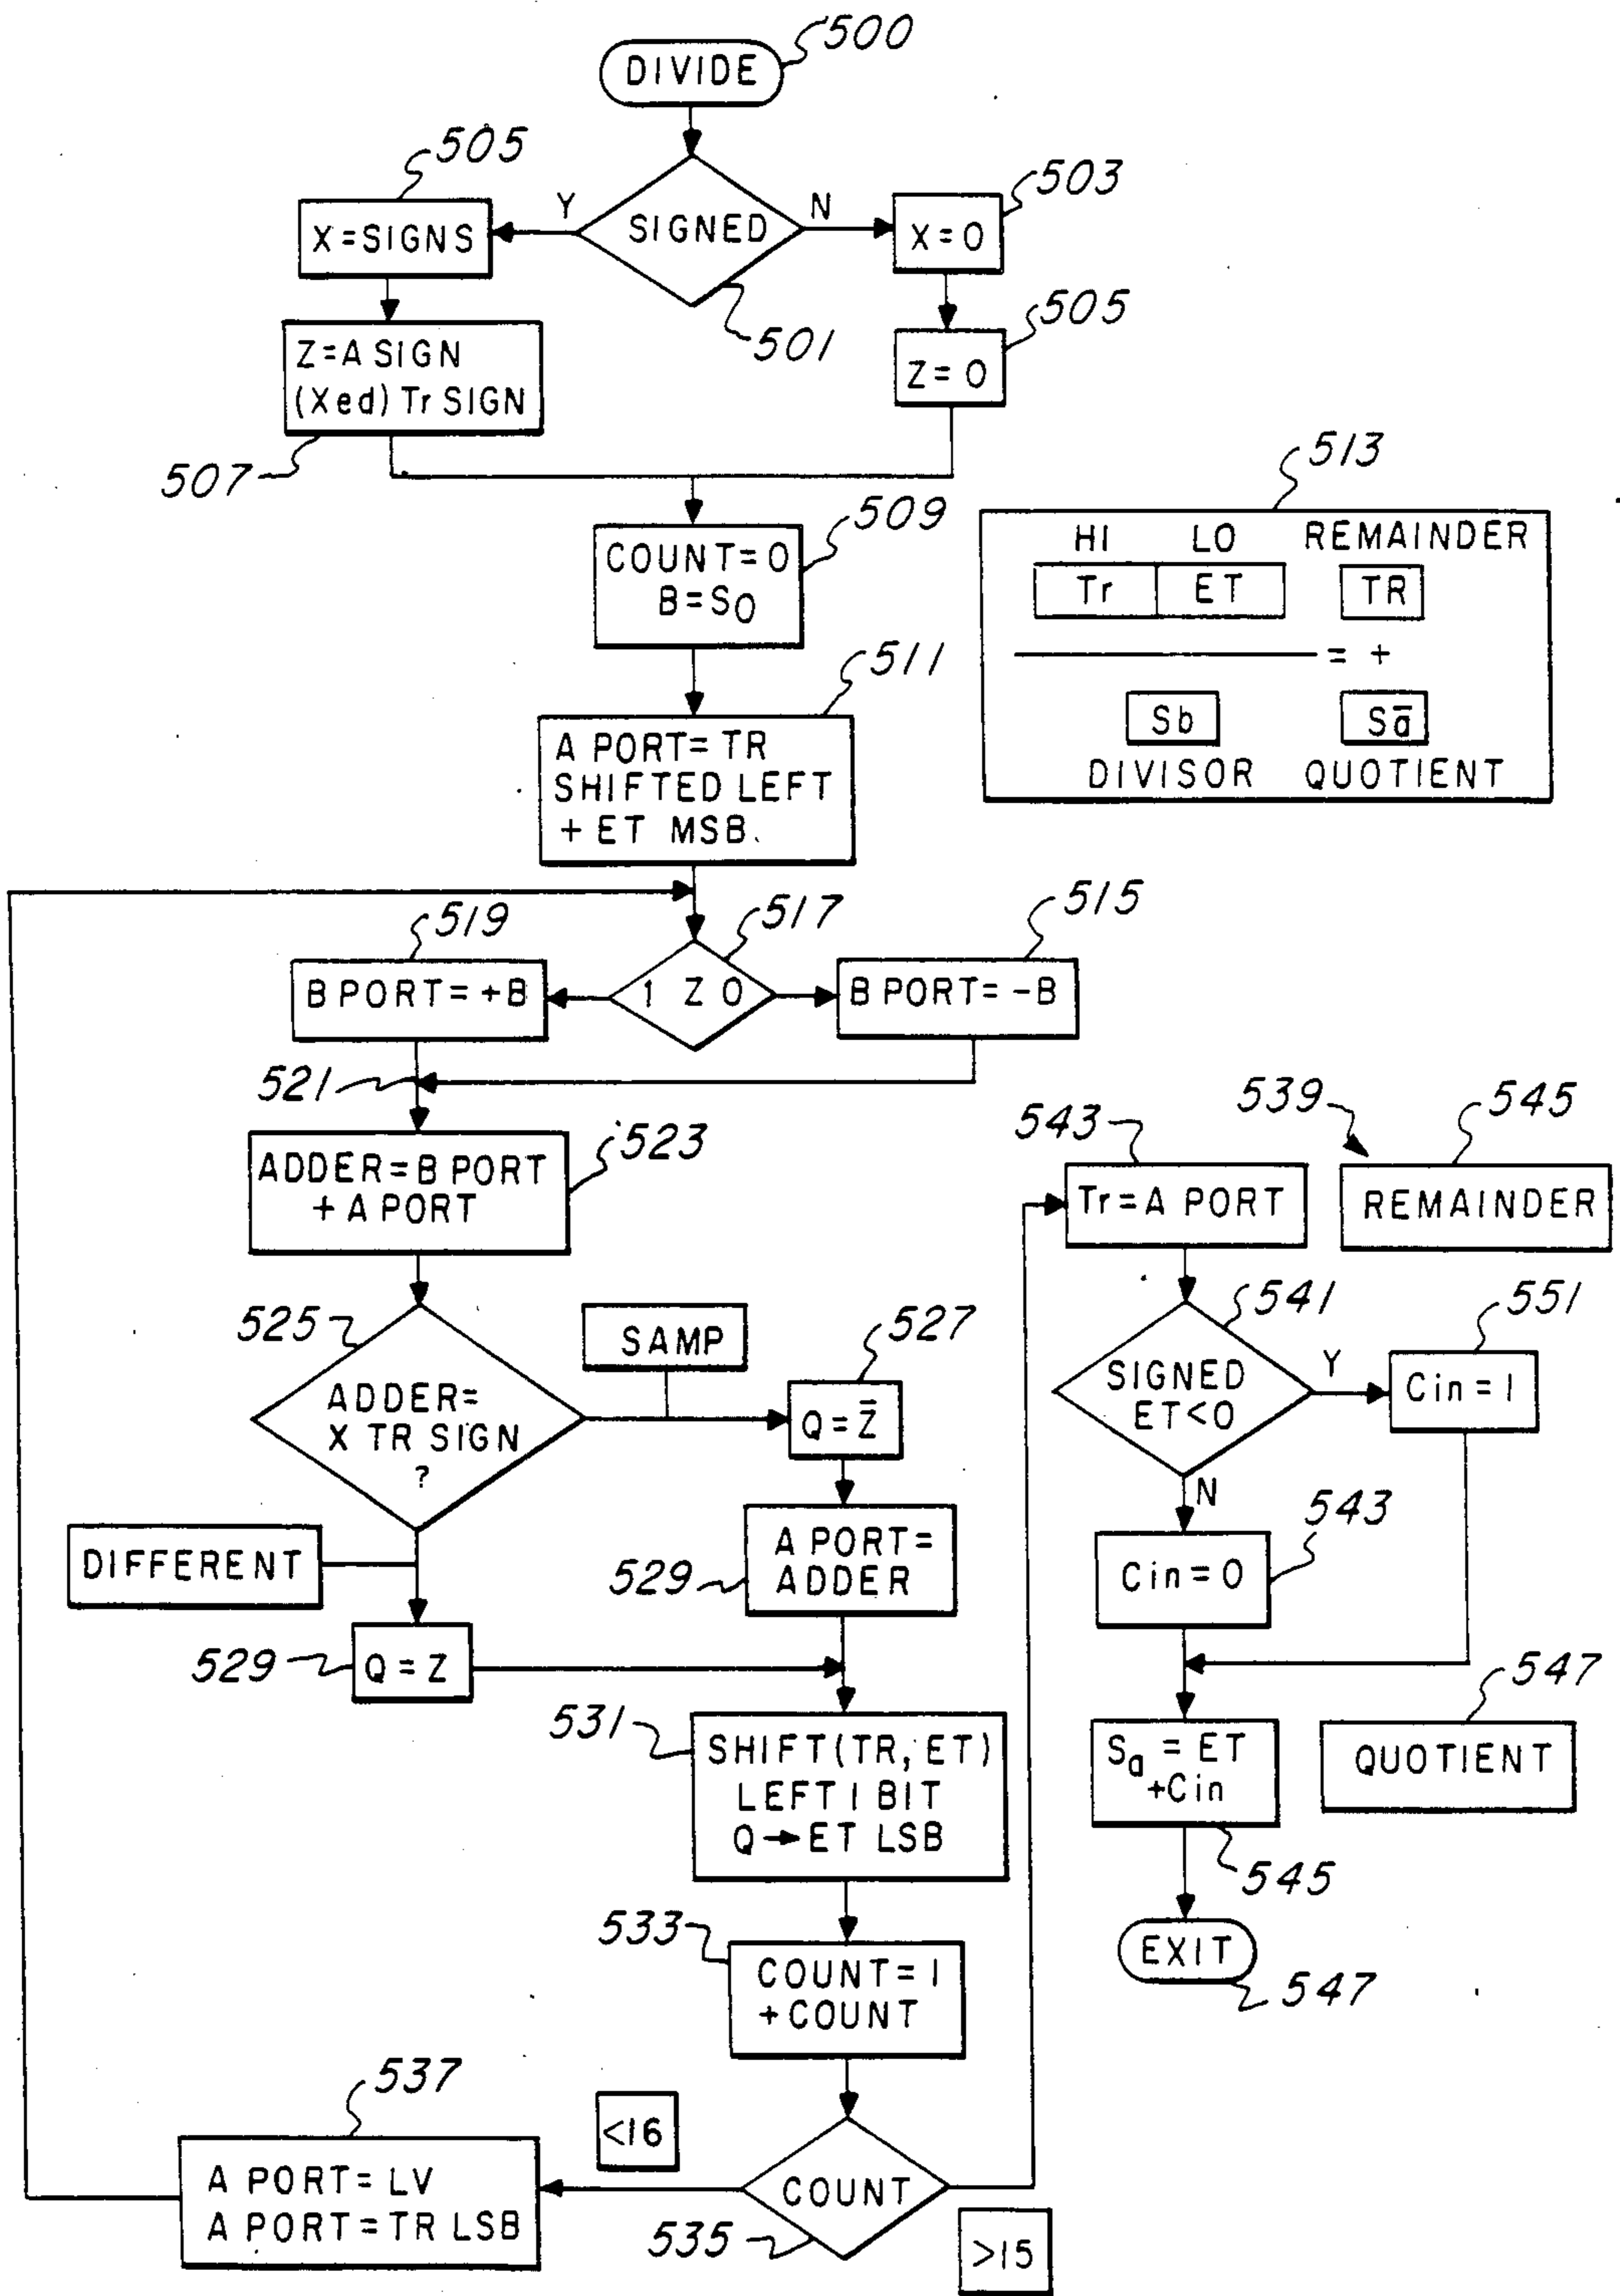 DIVIDE
500
505
Y
SIGNED
N
503
X=SIGNS
X=0
501
505
Z=A SIGN
(Xed) Tr SIGN
Z=0
507
509
COUNT=0
B=S0
513
HI LO REMAINDER
Tr ET TR
= +
Sb Sā
DIVISOR QUOTIENT
511
A PORT=TR
SHIFTED LEFT
+ ET MSB.
519
517
515
B PORT=+B
1 Z 0
B PORT=-B
521
523
ADDER=B PORT
+ A PORT
525
ADDER=
X TR SIGN
?
SAMP
527
Q=Z̄
DIFFERENT
529
A PORT=
ADDER
529
Q=Z
531
SHIFT(TR, ET)
LEFT 1 BIT
Q→ET LSB
533
COUNT=1
+COUNT
537
<16
A PORT=LV
A PORT=TR LSB
COUNT
535
>15
543
539
545
Tr=A PORT
REMAINDER
541
551
SIGNED
ET<0
Y
Cin=1
N
543
Cin=0
547
Sa = ET
+Cin
QUOTIENT
545
EXIT
547